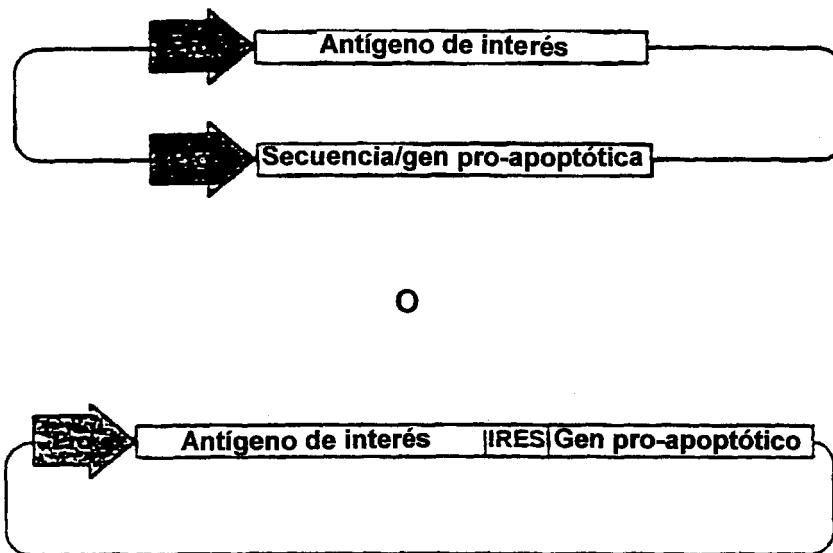 Antígeno de interés
Secuencia/gen pro-apoptótica
O
Antígeno de interés IRES Gen pro-apoptótico